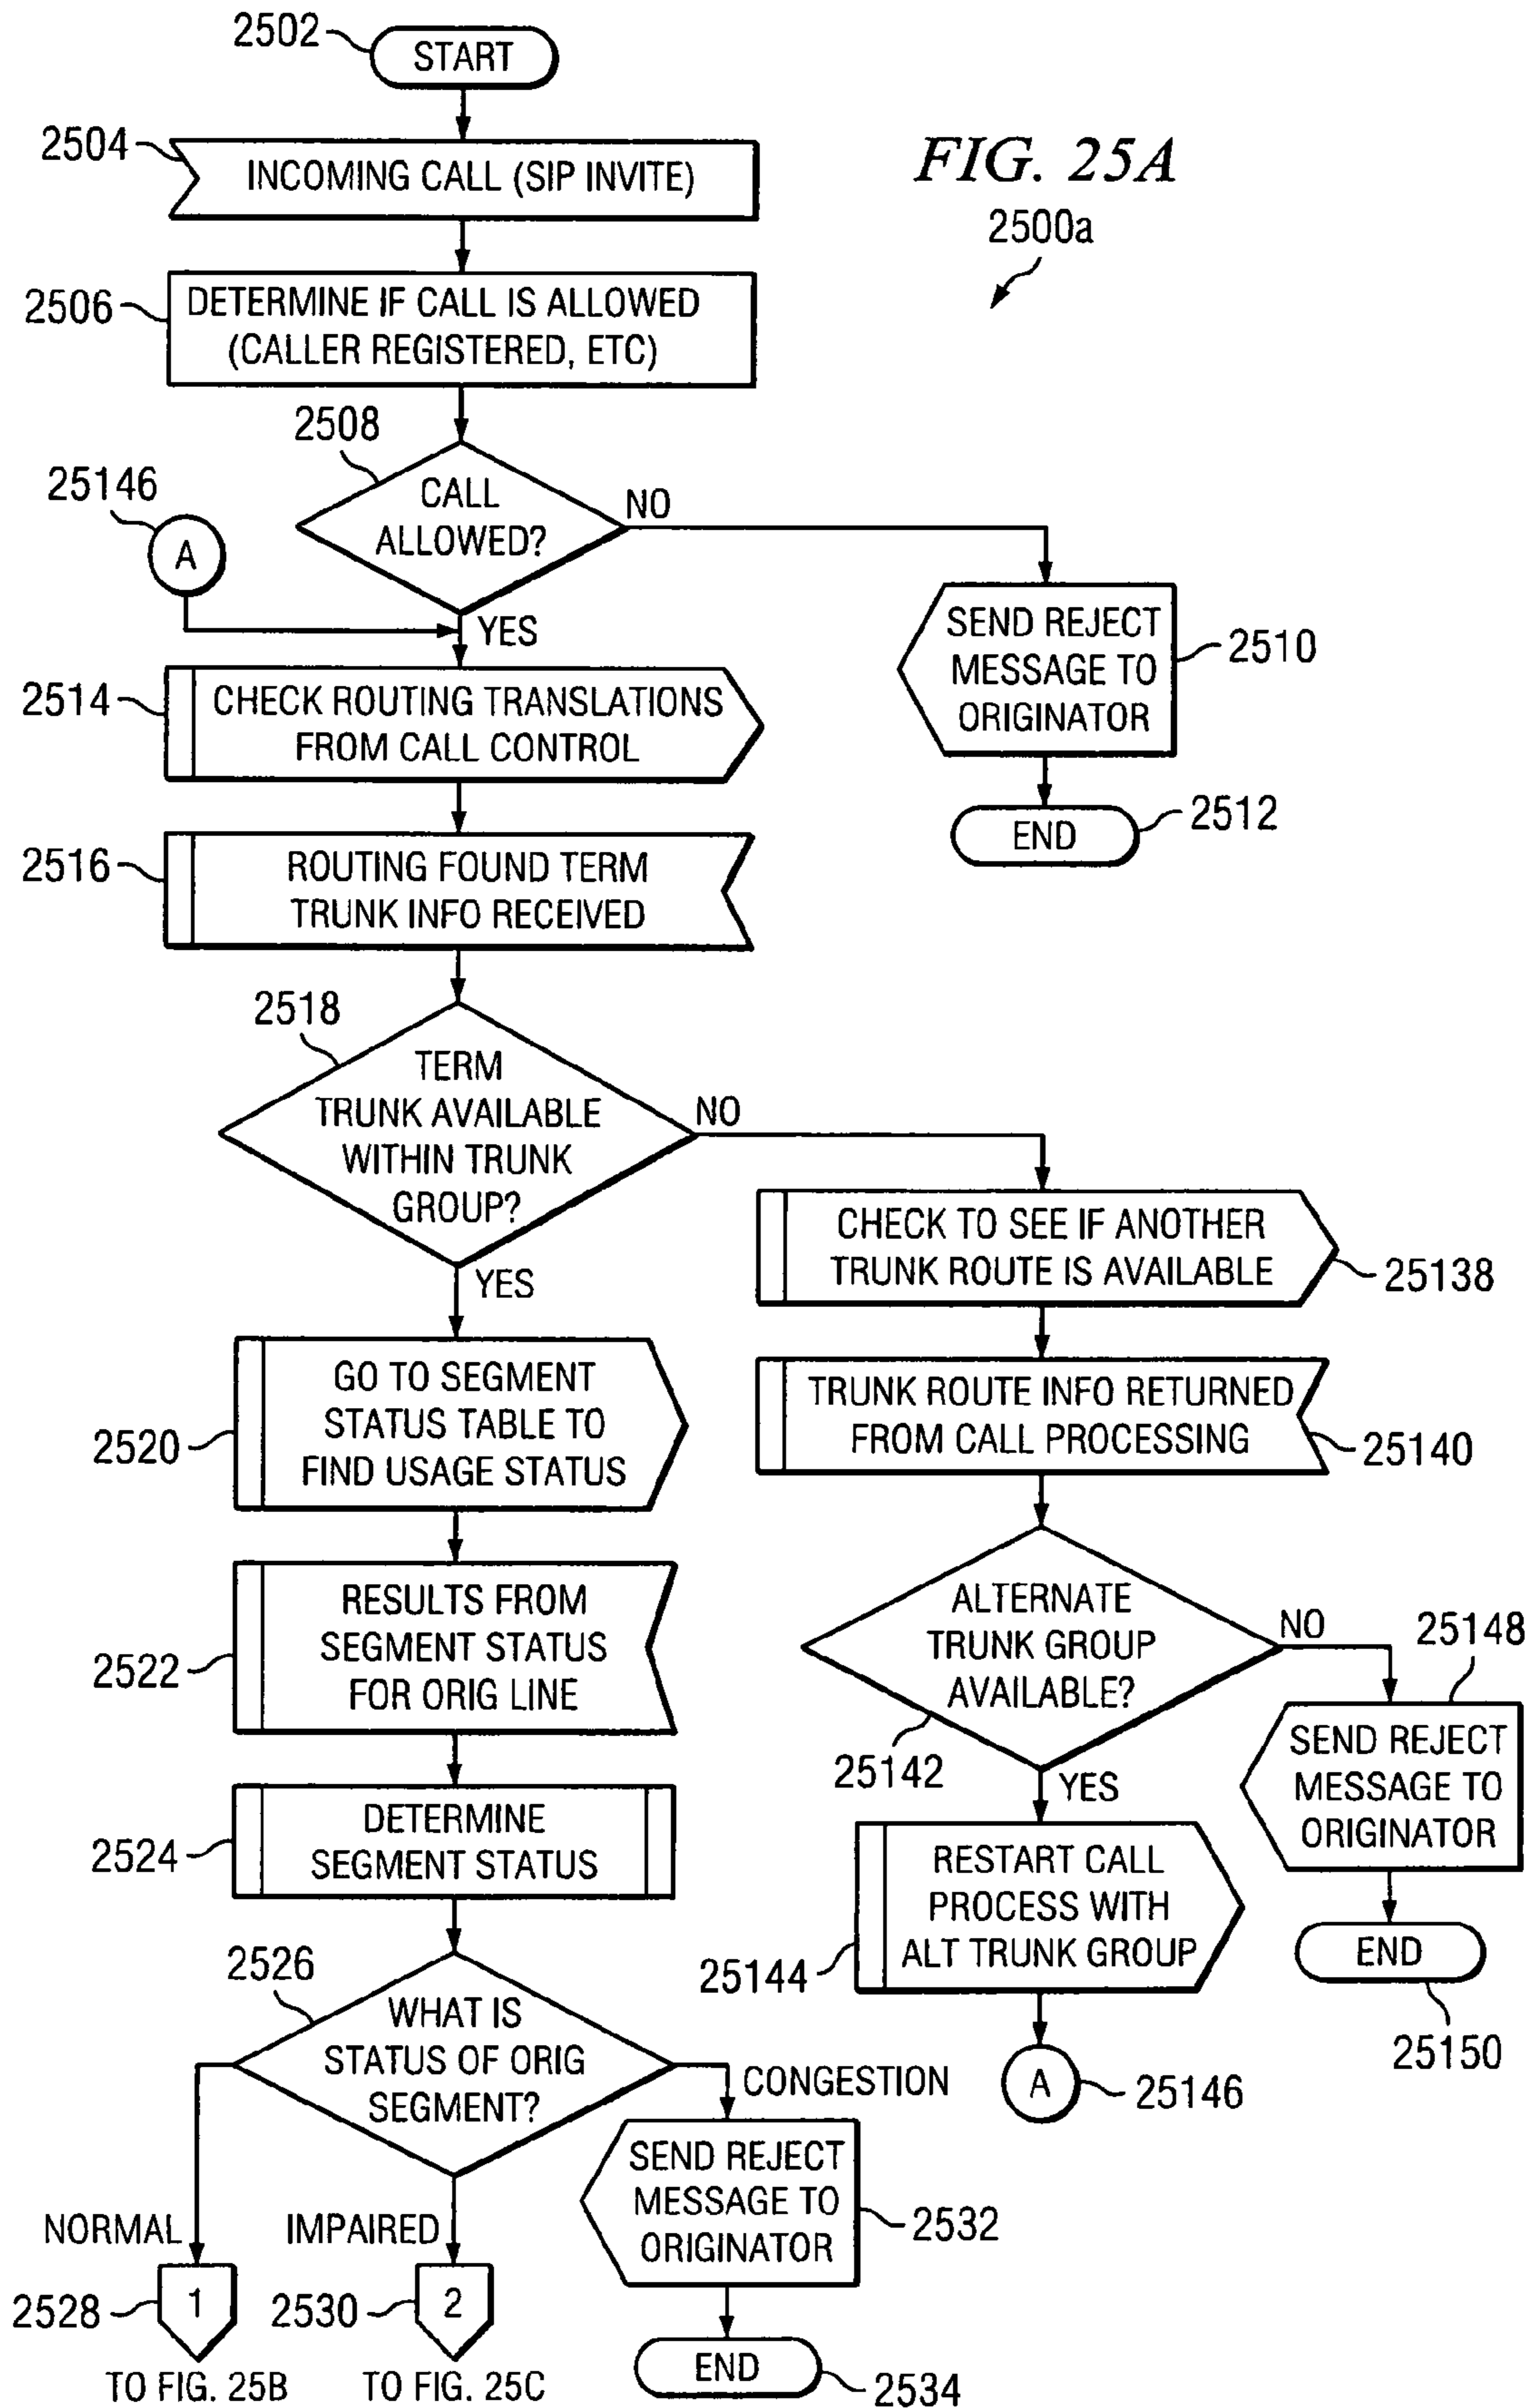 2502
START
2504
INCOMING CALL (SIP INVITE)
FIG. 25A
2500a
2506
DETERMINE IF CALL IS ALLOWED
(CALLER REGISTERED, ETC)
2508
CALL
ALLOWED?
NO
25146
A
YES
SEND REJECT
MESSAGE TO
ORIGINATOR
2510
END
2512
2514
CHECK ROUTING TRANSLATIONS
FROM CALL CONTROL
2516
ROUTING FOUND TERM
TRUNK INFO RECEIVED
2518
TERM
TRUNK AVAILABLE
WITHIN TRUNK
GROUP?
NO
YES
CHECK TO SEE IF ANOTHER
TRUNK ROUTE IS AVAILABLE
25138
TRUNK ROUTE INFO RETURNED
FROM CALL PROCESSING
25140
2520
GO TO SEGMENT
STATUS TABLE TO
FIND USAGE STATUS
2522
RESULTS FROM
SEGMENT STATUS
FOR ORIG LINE
ALTERNATE
TRUNK GROUP
AVAILABLE?
25142
NO
25148
SEND REJECT
MESSAGE TO
ORIGINATOR
END
25150
YES
25144
RESTART CALL
PROCESS WITH
ALT TRUNK GROUP
A
25146
2524
DETERMINE
SEGMENT STATUS
2526
WHAT IS
STATUS OF ORIG
SEGMENT?
CONGESTION
SEND REJECT
MESSAGE TO
ORIGINATOR
2532
END
2534
NORMAL
IMPAIRED
2528
1
2530
2
TO FIG. 25B
TO FIG. 25C